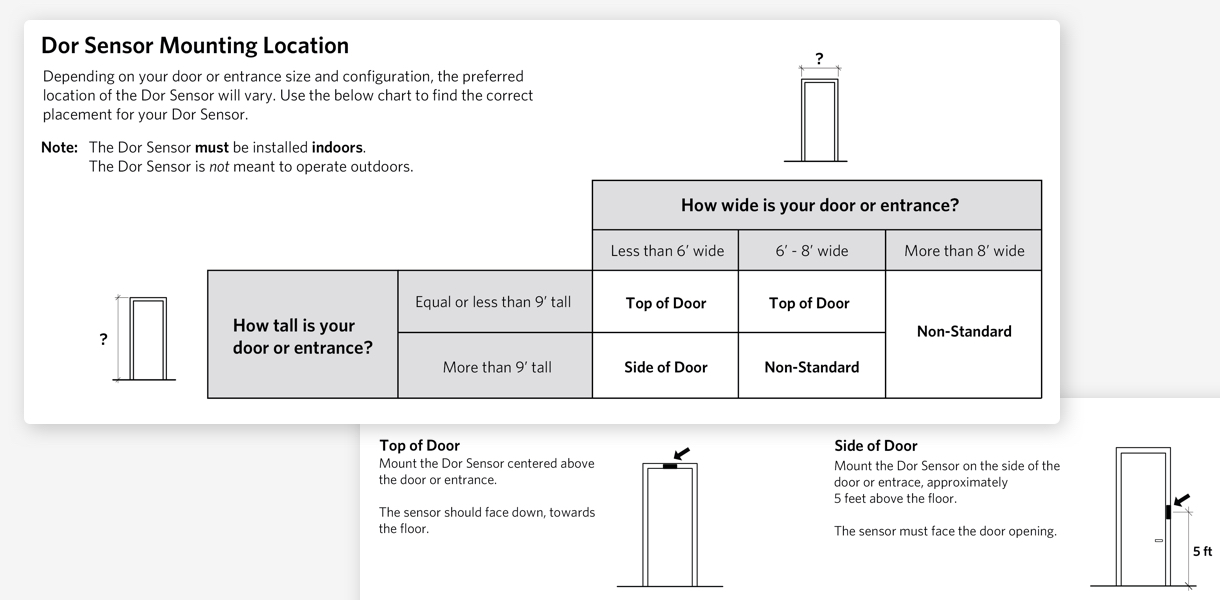 Dor Sensor Mounting Location
Depending on your door or entrance size and configuration, the preferred
location of the Dor Sensor will vary. Use the below chart to find the correct
placement for your Dor Sensor.
Note: The Dor Sensor must be installed indoors.
The Dor Sensor is not meant to operate outdoors.
?
How wide is your door or entrance?
Less than 6’ wide
6’ - 8’ wide
More than 8’ wide
?
How tall is your
door or entrance?
Equal or less than 9’ tall
Top of Door
Top of Door
Non-Standard
More than 9’ tall
Side of Door
Non-Standard
Top of Door
Mount the Dor Sensor centered above
the door or entrance.
The sensor should face down, towards
the floor.
Side of Door
Mount the Dor Sensor on the side of the
door or entrace, approximately
5 feet above the floor.
The sensor must face the door opening.
5 ft